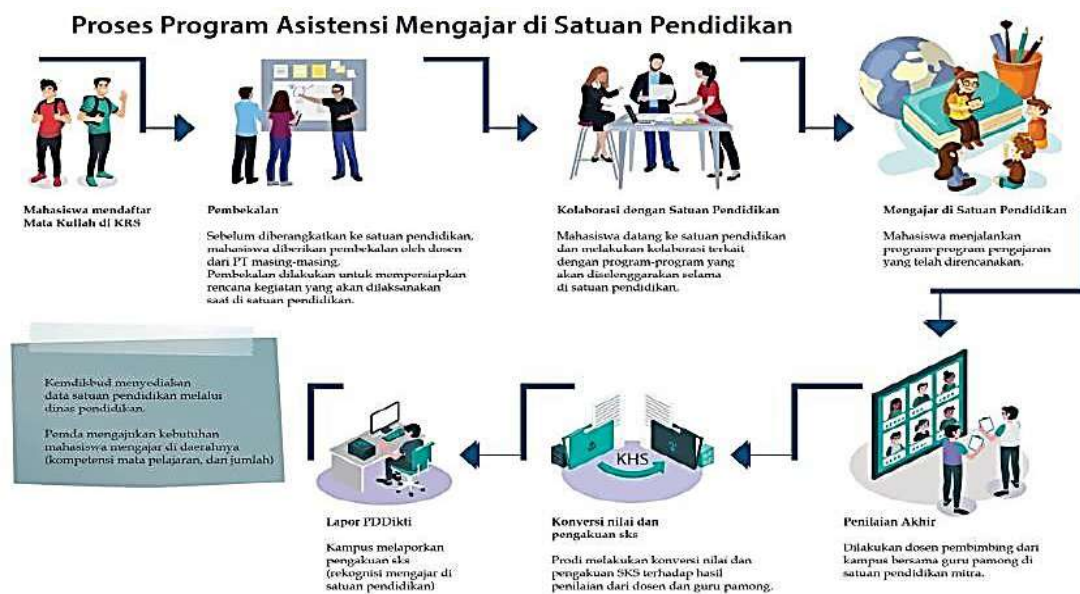 Proses Program Asistensi Mengajar di Satuan Pendidikan
Mahasiswa mendaftar
Mata Kuliah di KRS
Pembekalan
Sebelum diberangkatkan ke satuan pendidikan,
mahasiswa diberikan pembekalan oleh dosen
dari PT masing-masing.
Pembekalan dilakukan untuk mempersiapkan
rencana kegiatan yang akan dilaksanakan
saat di satuan pendidikan.
Kolaborasi dengan Satuan Pendidikan
Mahasiswa datang ke satuan pendidikan
dan melakukan kolaborasi terkait
dengan program-program yang
akan diselenggarakan selama
di satuan pendidikan.
Mengajar di Satuan Pendidikan
Mahasiswa menjalankan
program-program pengajaran
yang telah direncanakan.
Penilaian Akhir
Dilakukan dosen pembimbing dari
kampus bersama guru pamong di
satuan pendidikan mitra.
KHS
Konversi nilai dan
pengakuan sks
Prodi melakukan konversi nilai dan
pengakuan SKS terhadap hasil
penilaian dari dosen dan guru pamong.
Lapor PDDikti
Kampus melaporkan
pengakuan sks
(rekognisi mengajar di
satuan pendidikan)
Kemdikbud menyediakan
data satuan pendidikan melalui
dinas pendidikan.
Pemda mengajukan kebutuhan
mahasiswa mengajar di daerahnya
(kompetensi mata pelajaran, dan jumlah)